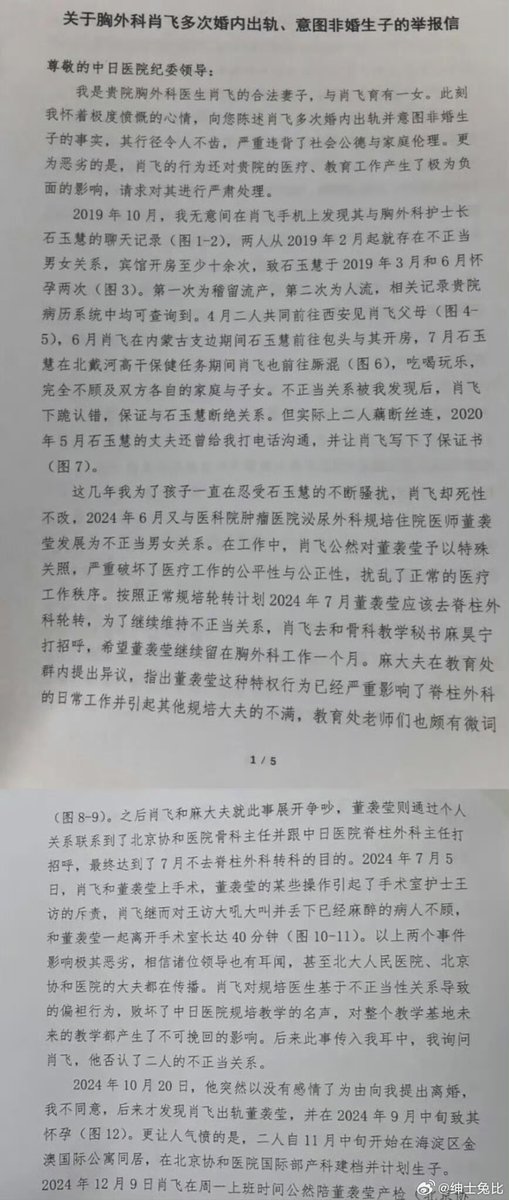 关于胸外科肖飞多次婚内出轨、意图非婚生子的举报信
尊敬的中日医院纪委领导：
我是贵院胸外科医生肖飞的合法妻子，与肖飞育有一女。此刻
我怀着极度愤慨的心情，向您陈述肖飞多次婚内出轨并意图非婚生
子的事实，其行径令人不齿，严重违背了社会公德与家庭伦理。更
为恶劣的是，肖飞的行为还对贵院的医疗、教育工作产生了极为负
面的影响，请求对其进行严肃处理。
2019 年 10 月，我无意间在肖飞手机上发现其与胸外科护士长
石玉慧的聊天记录（图1-2），两人从 2019 年 2 月起就存在不正当
男女关系，宾馆开房至少十余次，致石玉慧于 2019 年 3 月和 6 月怀
孕两次（图 3）。第一次为稽留流产，第二次为人流，相关记录贵院
病历系统中均可查询到。4 月二人共同前往西安见肖飞父母（图 4-
5），6 月肖飞在内蒙古支边期间石玉慧前往包头与其开房，7 月石玉
慧在北戴河高干保健任务期间肖飞也前往厮混（图 6），吃喝玩乐，
完全不顾及双方各自的家庭与子女。不正当关系被我发现后，肖飞
下跪认错，保证与石玉慧断绝关系。但实际上二人藕断丝连，2020
年 5 月石玉慧的丈夫还曾给我打电话沟通，并让肖飞写下了保证书
（图 7）。
这几年我为了孩子一直在忍受石玉慧的不断骚扰，肖飞却死性
不改，2024 年 6 月又与医科院肿瘤医院泌尿外科规培住院医师董袭
莹发展为不正当男女关系。在工作中，肖飞公然对董袭莹予以特殊
关照，严重破坏了医疗工作的公平性与公正性，扰乱了正常的医疗
工作秩序。按照正常规培轮转计划 2024 年 7 月董袭莹应该去脊柱外
科轮转，为了继续维持不正当关系，肖飞去和骨科教学秘书麻昊宁
打招呼，希望董袭莹继续留在胸外科工作一个月。麻大夫在教育处
群内提出异议，指出董袭莹这种特权行为已经严重影响了脊柱外科
的日常工作并引起其他规培大夫的不满，教育处老师们也颇有微词
1 / 5
（图 8-9）。之后肖飞和麻大夫就此事展开争吵，董袭莹则通过个人
关系联系到了北京协和医院骨科主任并跟中日医院脊柱外科主任打
招呼，最终达到了 7 月不去脊柱外科转科的目的。2024 年 7 月 5
日，肖飞和董袭莹上手术，董袭莹的某些操作引起了手术室护士王
访的斥责，肖飞继而对王访大吼大叫并丢下已经麻醉的病人不顾，
和董袭莹一起离开手术室长达 40 分钟（图 10-11）。以上两个事件
影响极其恶劣，相信诸位领导也有耳闻，甚至北大人民医院、北京
协和医院的大夫都在传播。肖飞对规培医生基于不正当性关系导致
的偏袒行为，败坏了中日医院规培教学的名声，对整个教学基地未
来的教学都产生了不可挽回的影响。后来此事传入我耳中，我询问
肖飞，他否认了二人的不正当关系。
2024 年 10 月 20 日，他突然以没有感情了为由向我提出离婚，
我不同意，后来才发现肖飞出轨董袭莹，并在 2024 年 9 月中旬致其
怀孕（图 12）。更让人气愤的是，二人自 11 月中旬开始在海淀区金
澳国际公寓同居，在北京协和医院国际部产科建档并计划生子。
2024 年 12 月 9 日肖飞在周一上班时间公然陪董袭莹产检
@绅士兔比